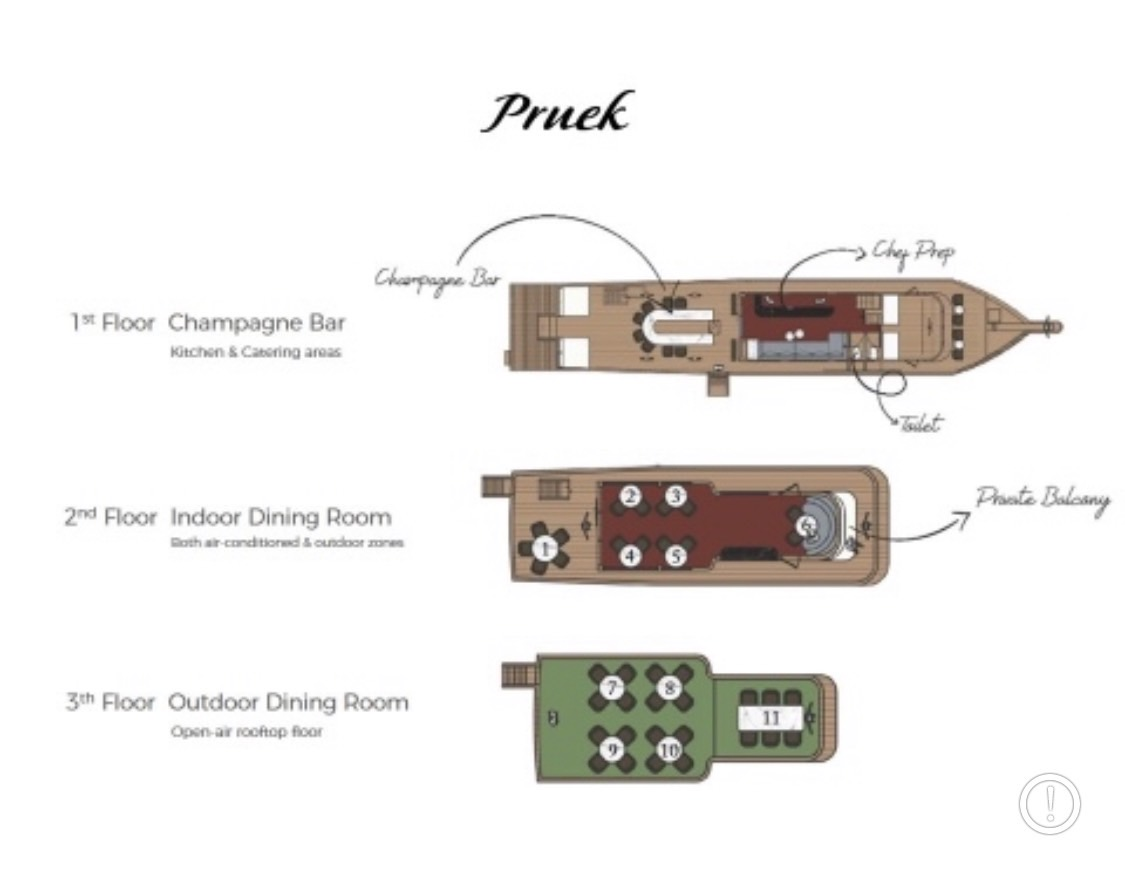 Pruek
Champagne Bar
Chef Prep
1st Floor Champagne Bar
Kitchen & Catering areas
Toilet
Private Balcony
2nd Floor Indoor Dining Room
Both air-conditioned & outdoor zones
1
2
3
4
5
6
3th Floor Outdoor Dining Room
Open-air rooftop floor
7
8
9
10
11
!